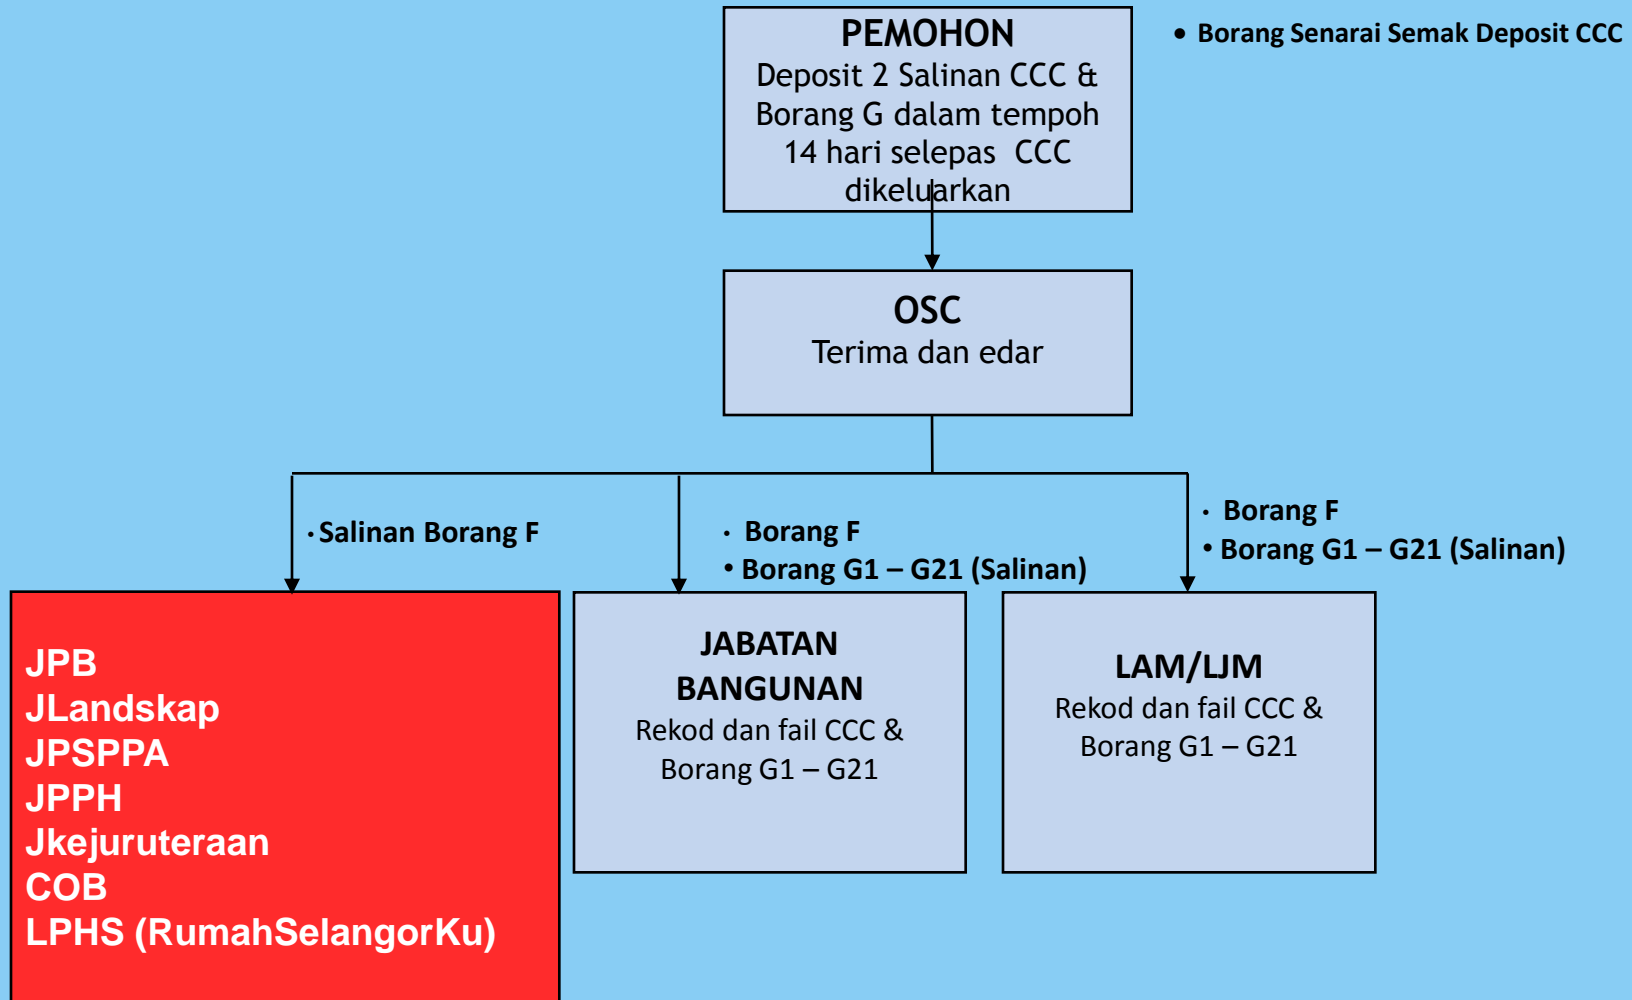 PEMOHON
Deposit 2 Salinan CCC &
Borang G dalam tempoh
14 hari selepas CCC
dikeluarkan
• Borang Senarai Semak Deposit CCC
OSC
Terima dan edar
• Salinan Borang F
• Borang F
• Borang G1 – G21 (Salinan)
• Borang F
• Borang G1 – G21 (Salinan)
JPB
JLandskap
JPSPPA
JPPH
Jkejuruteraan
COB
LPHS (RumahSelangorKu)
JABATAN
BANGUNAN
Rekod dan fail CCC &
Borang G1 – G21
LAM/LJM
Rekod dan fail CCC &
Borang G1 – G21